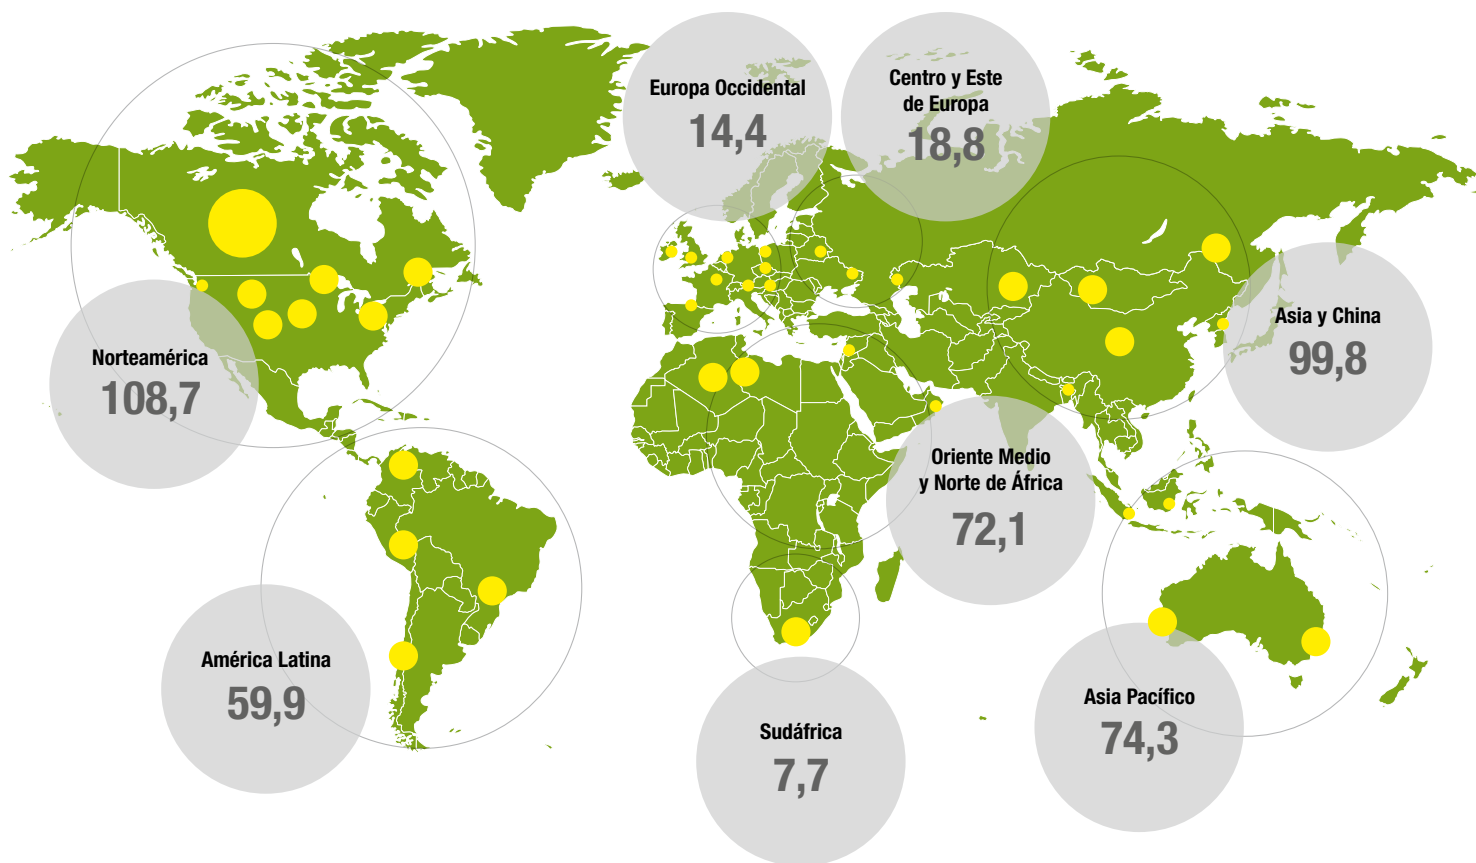 Europa Occidental
14,4
Centro y Este
de Europa
18,8
Norteamérica
108,7
Asia y China
99,8
Oriente Medio
y Norte de África
72,1
América Latina
59,9
Sudáfrica
7,7
Asia Pacífico
74,3